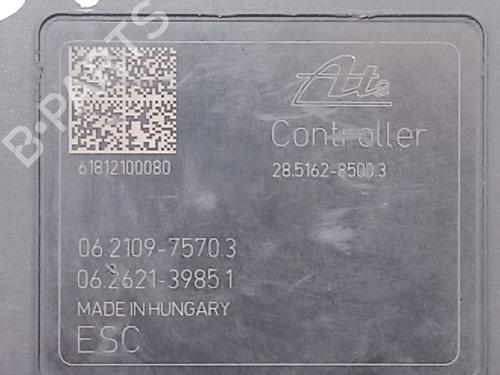 Ate
Controller
61812100080
28.5162-8500.3
06.2109-7570.3
06.2621-3985.1
MADE IN HUNGARY
ESC
B-PARTS